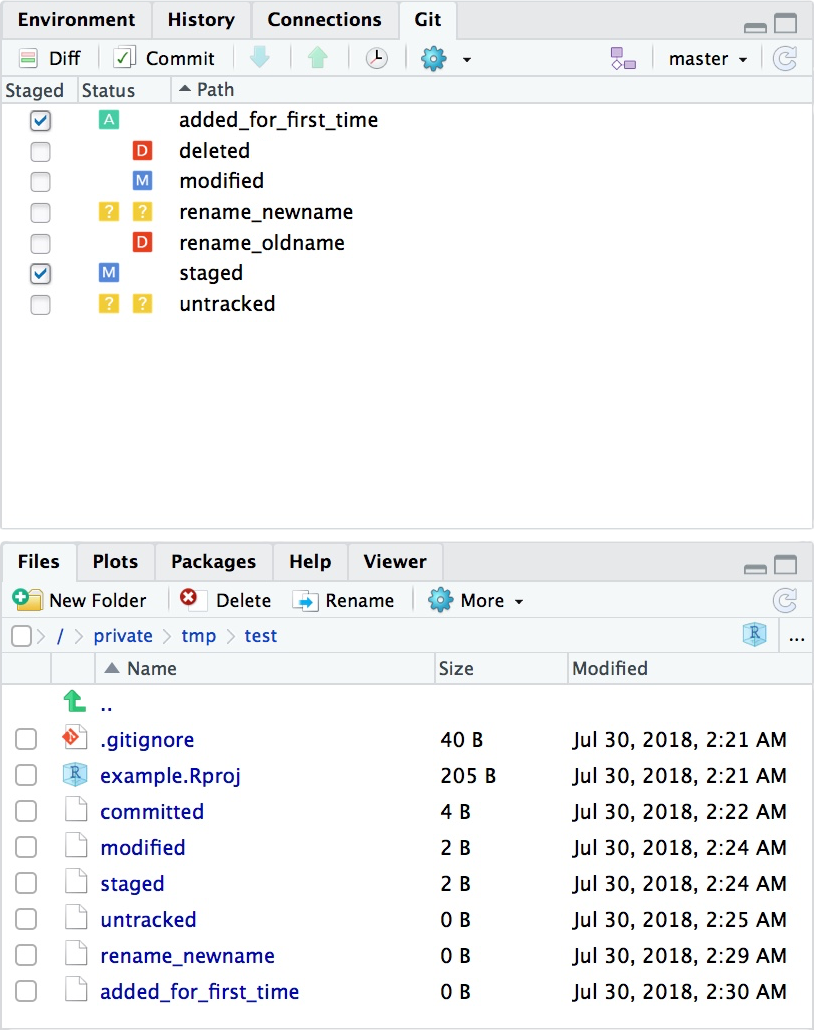 Environment History Connections Git
Diff Commit master
Staged Status Path
A added_for_first_time
D deleted
M modified
? ? rename_newname
D rename_oldname
M staged
? ? untracked
Files Plots Packages Help Viewer
New Folder Delete Rename More
/ private tmp test R ...
Name Size Modified
..
.gitignore 40 B Jul 30, 2018, 2:21 AM
R example.Rproj 205 B Jul 30, 2018, 2:21 AM
committed 4 B Jul 30, 2018, 2:22 AM
modified 2 B Jul 30, 2018, 2:24 AM
staged 2 B Jul 30, 2018, 2:24 AM
untracked 0 B Jul 30, 2018, 2:25 AM
rename_newname 0 B Jul 30, 2018, 2:29 AM
added_for_first_time 0 B Jul 30, 2018, 2:30 AM